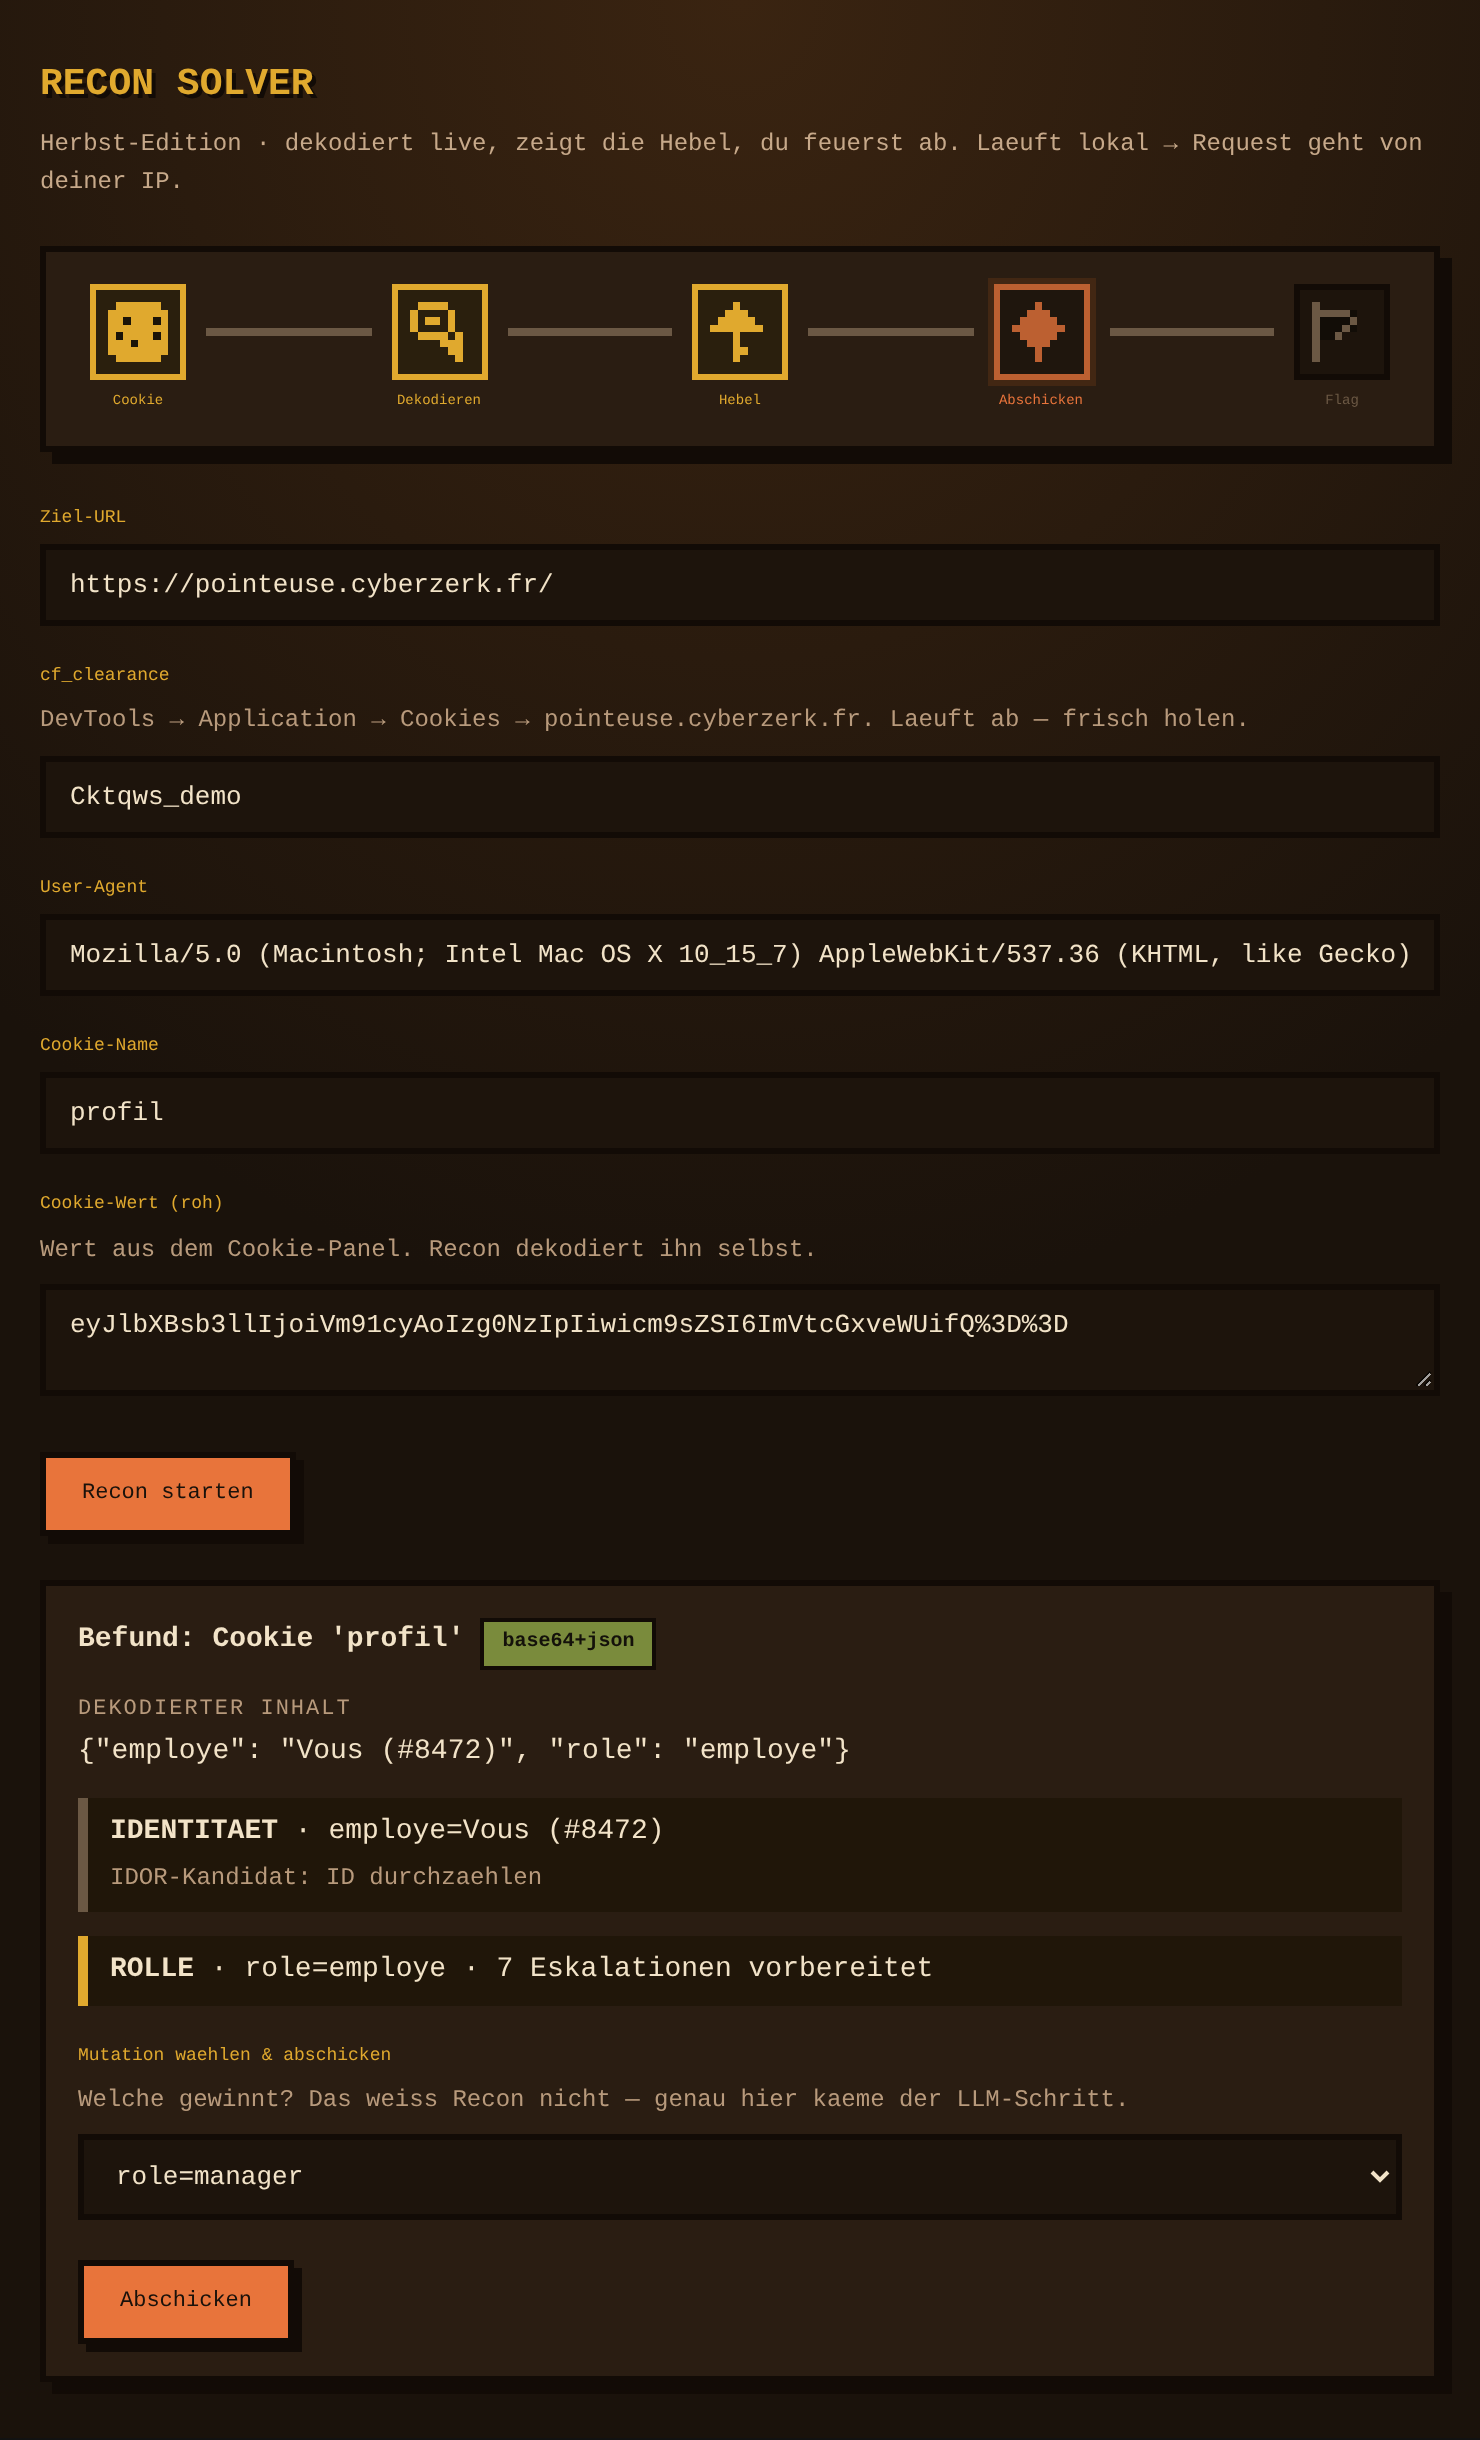 RECON SOLVER
Herbst-Edition · dekodiert live, zeigt die Hebel, du feuerst ab. Laeuft lokal → Request geht von
deiner IP.
Cookie
Dekodieren
Hebel
Abschicken
Flag
Ziel-URL
https://pointeuse.cyberzerk.fr/
cf_clearance
DevTools → Application → Cookies → pointeuse.cyberzerk.fr. Laeuft ab — frisch holen.
Cktqws_demo
User-Agent
Mozilla/5.0 (Macintosh; Intel Mac OS X 10_15_7) AppleWebKit/537.36 (KHTML, like Gecko)
Cookie-Name
profil
Cookie-Wert (roh)
Wert aus dem Cookie-Panel. Recon dekodiert ihn selbst.
eyJlbXBsb3llIjoiVm91cyAoIzg0NzIpIiwicm9sZSI6ImVtcGxveWUifQ%3D%3D
Recon starten
Befund: Cookie 'profil' base64+json
DEKODIERTER INHALT
{"employe": "Vous (#8472)", "role": "employe"}
IDENTITAET · employe=Vous (#8472)
IDOR-Kandidat: ID durchzaehlen
ROLLE · role=employe · 7 Eskalationen vorbereitet
Mutation waehlen & abschicken
Welche gewinnt? Das weiss Recon nicht — genau hier kaeme der LLM-Schritt.
role=manager
Abschicken